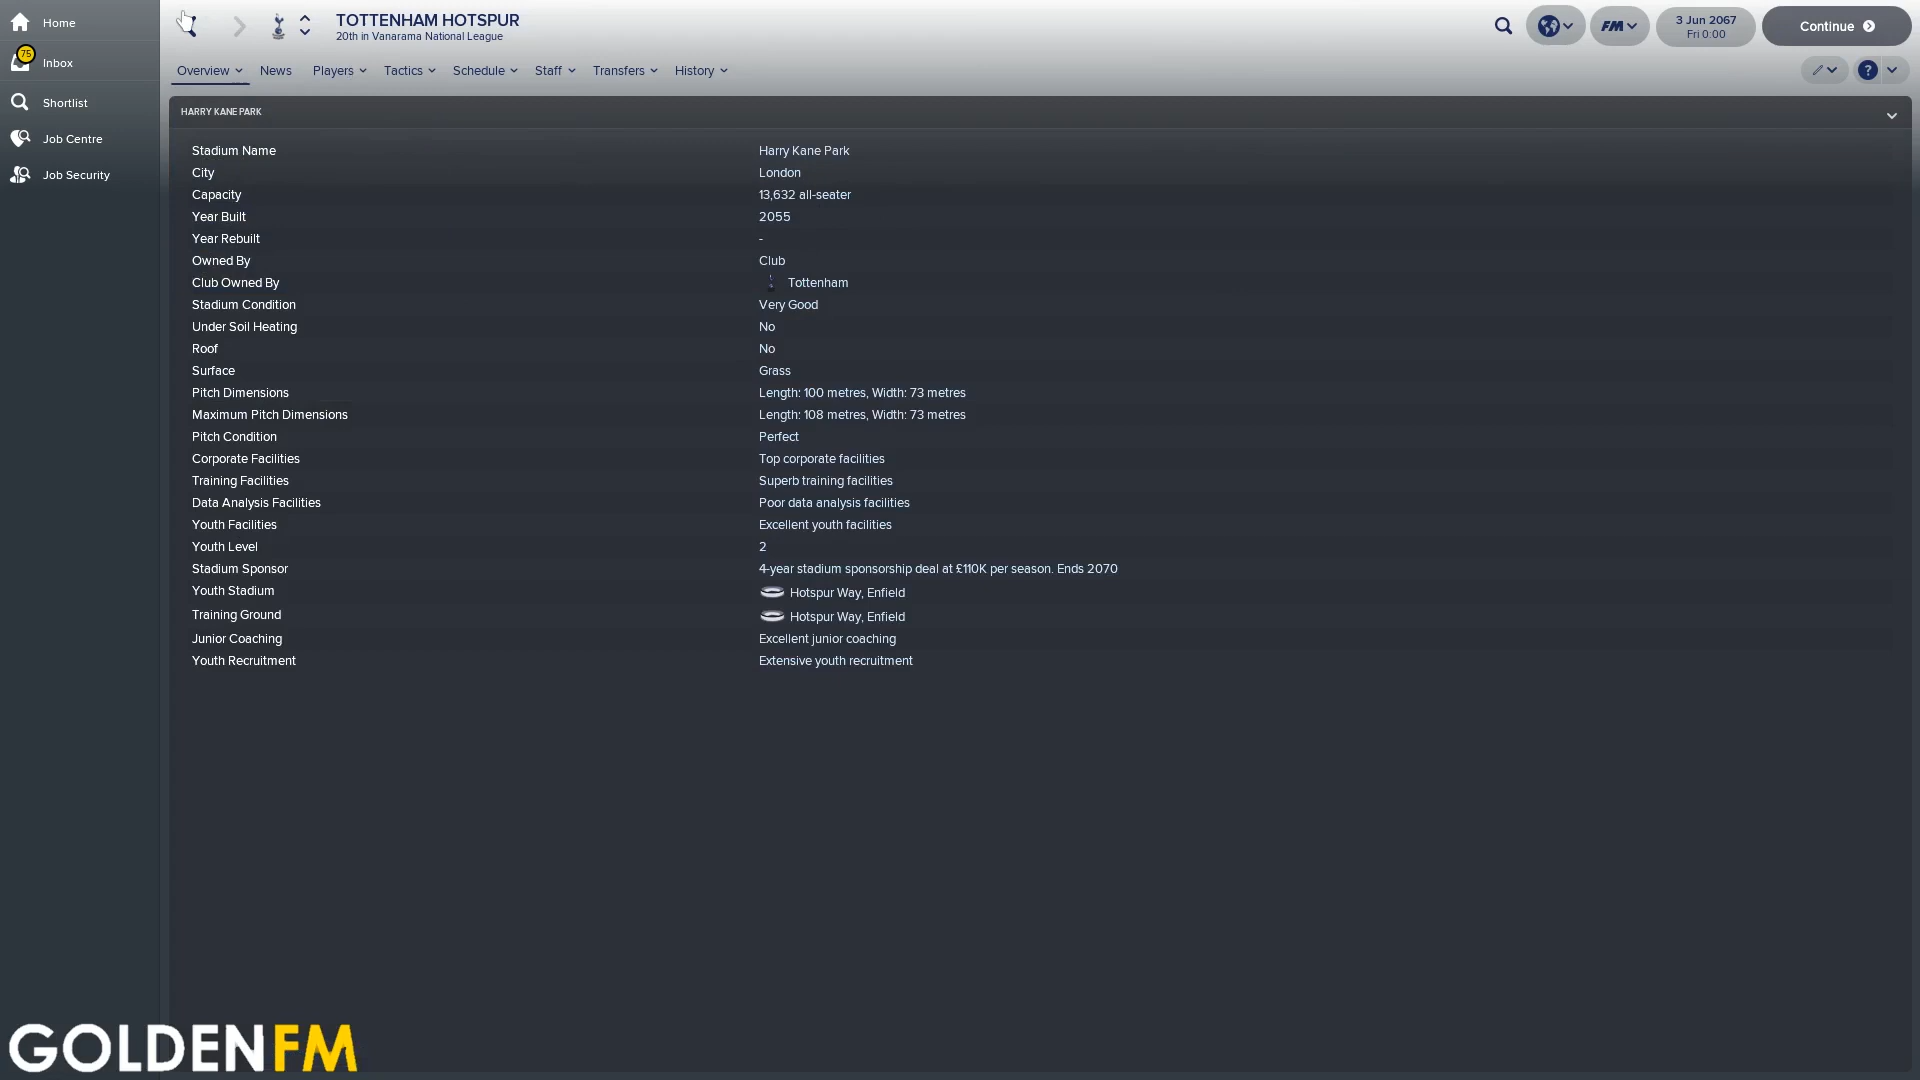 Home
75
Inbox
Shortlist
Job Centre
Job Security
TOTTENHAM HOTSPUR
20th in Vanarama National League
FM
3 Jun 2067
Fri 0:00
Continue
Overview News Players Tactics Schedule Staff Transfers History
?
HARRY KANE PARK
Stadium Name Harry Kane Park
City London
Capacity 13,632 all-seater
Year Built 2055
Year Rebuilt -
Owned By Club
Club Owned By Tottenham
Stadium Condition Very Good
Under Soil Heating No
Roof No
Surface Grass
Pitch Dimensions Length: 100 metres, Width: 73 metres
Maximum Pitch Dimensions Length: 108 metres, Width: 73 metres
Pitch Condition Perfect
Corporate Facilities Top corporate facilities
Training Facilities Superb training facilities
Data Analysis Facilities Poor data analysis facilities
Youth Facilities Excellent youth facilities
Youth Level 2
Stadium Sponsor 4-year stadium sponsorship deal at £110K per season. Ends 2070
Youth Stadium Hotspur Way, Enfield
Training Ground Hotspur Way, Enfield
Junior Coaching Excellent junior coaching
Youth Recruitment Extensive youth recruitment
GOLDENFM